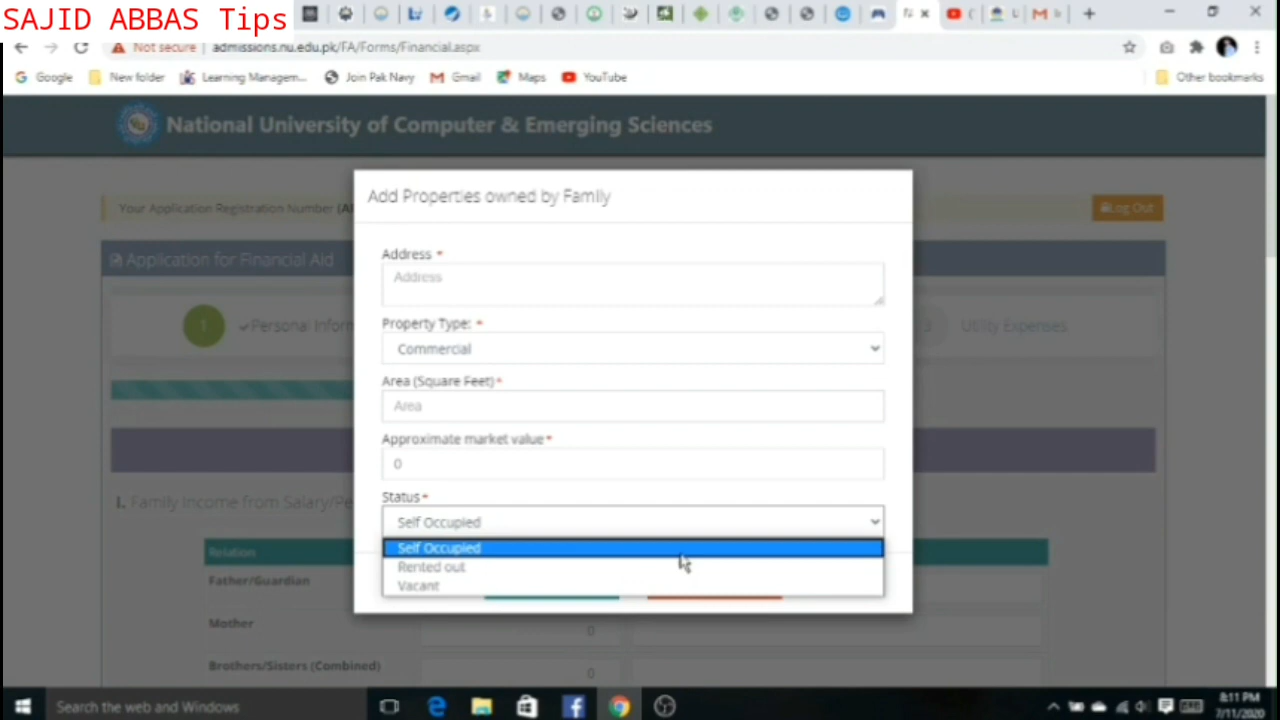 SAJID ABBAS Tips
Not secure | admissions.nu.edu.pk/FA/Forms/Financial.aspx
Google New folder Learning Managem... Join Pak Navy Gmail Maps YouTube Other bookmarks
National University of Computer & Emerging Sciences
Add Properties owned by Family
Your Application Registration Number
Log Out
Application for Financial Aid
Address *
Address
1 Personal Inform
3 Utility Expenses
Property Type: *
Commercial
Area (Square Feet)*
Area
Approximate market value*
0
Status*
I. Family Income from Salary/Pe
Self Occupied
Self Occupied
Relation
Rented out
Father/Guardian
Vacant
Mother
0
Brothers/Sisters (Combined)
0
Search the web and Windows
8:11 PM
7/11/2020